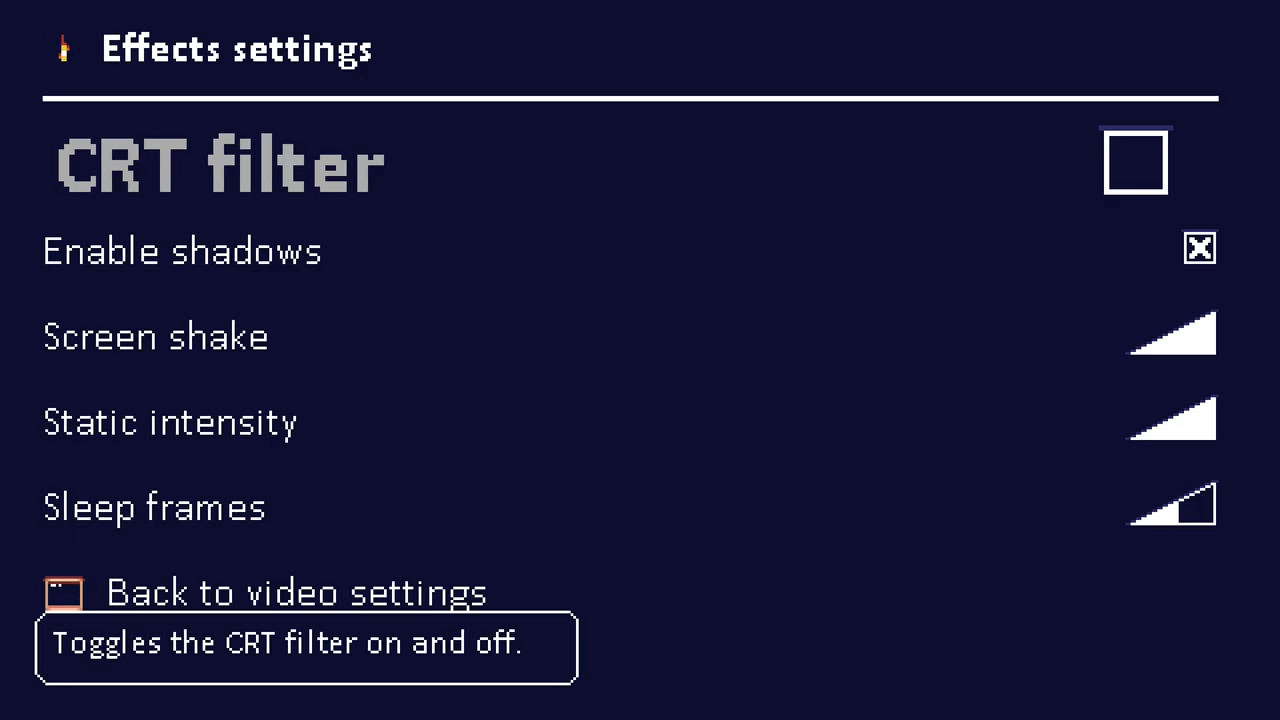 Effects settings
CRT filter
Enable shadows
Screen shake
Static intensity
Sleep frames
Back to video settings
Toggles the CRT filter on and off.